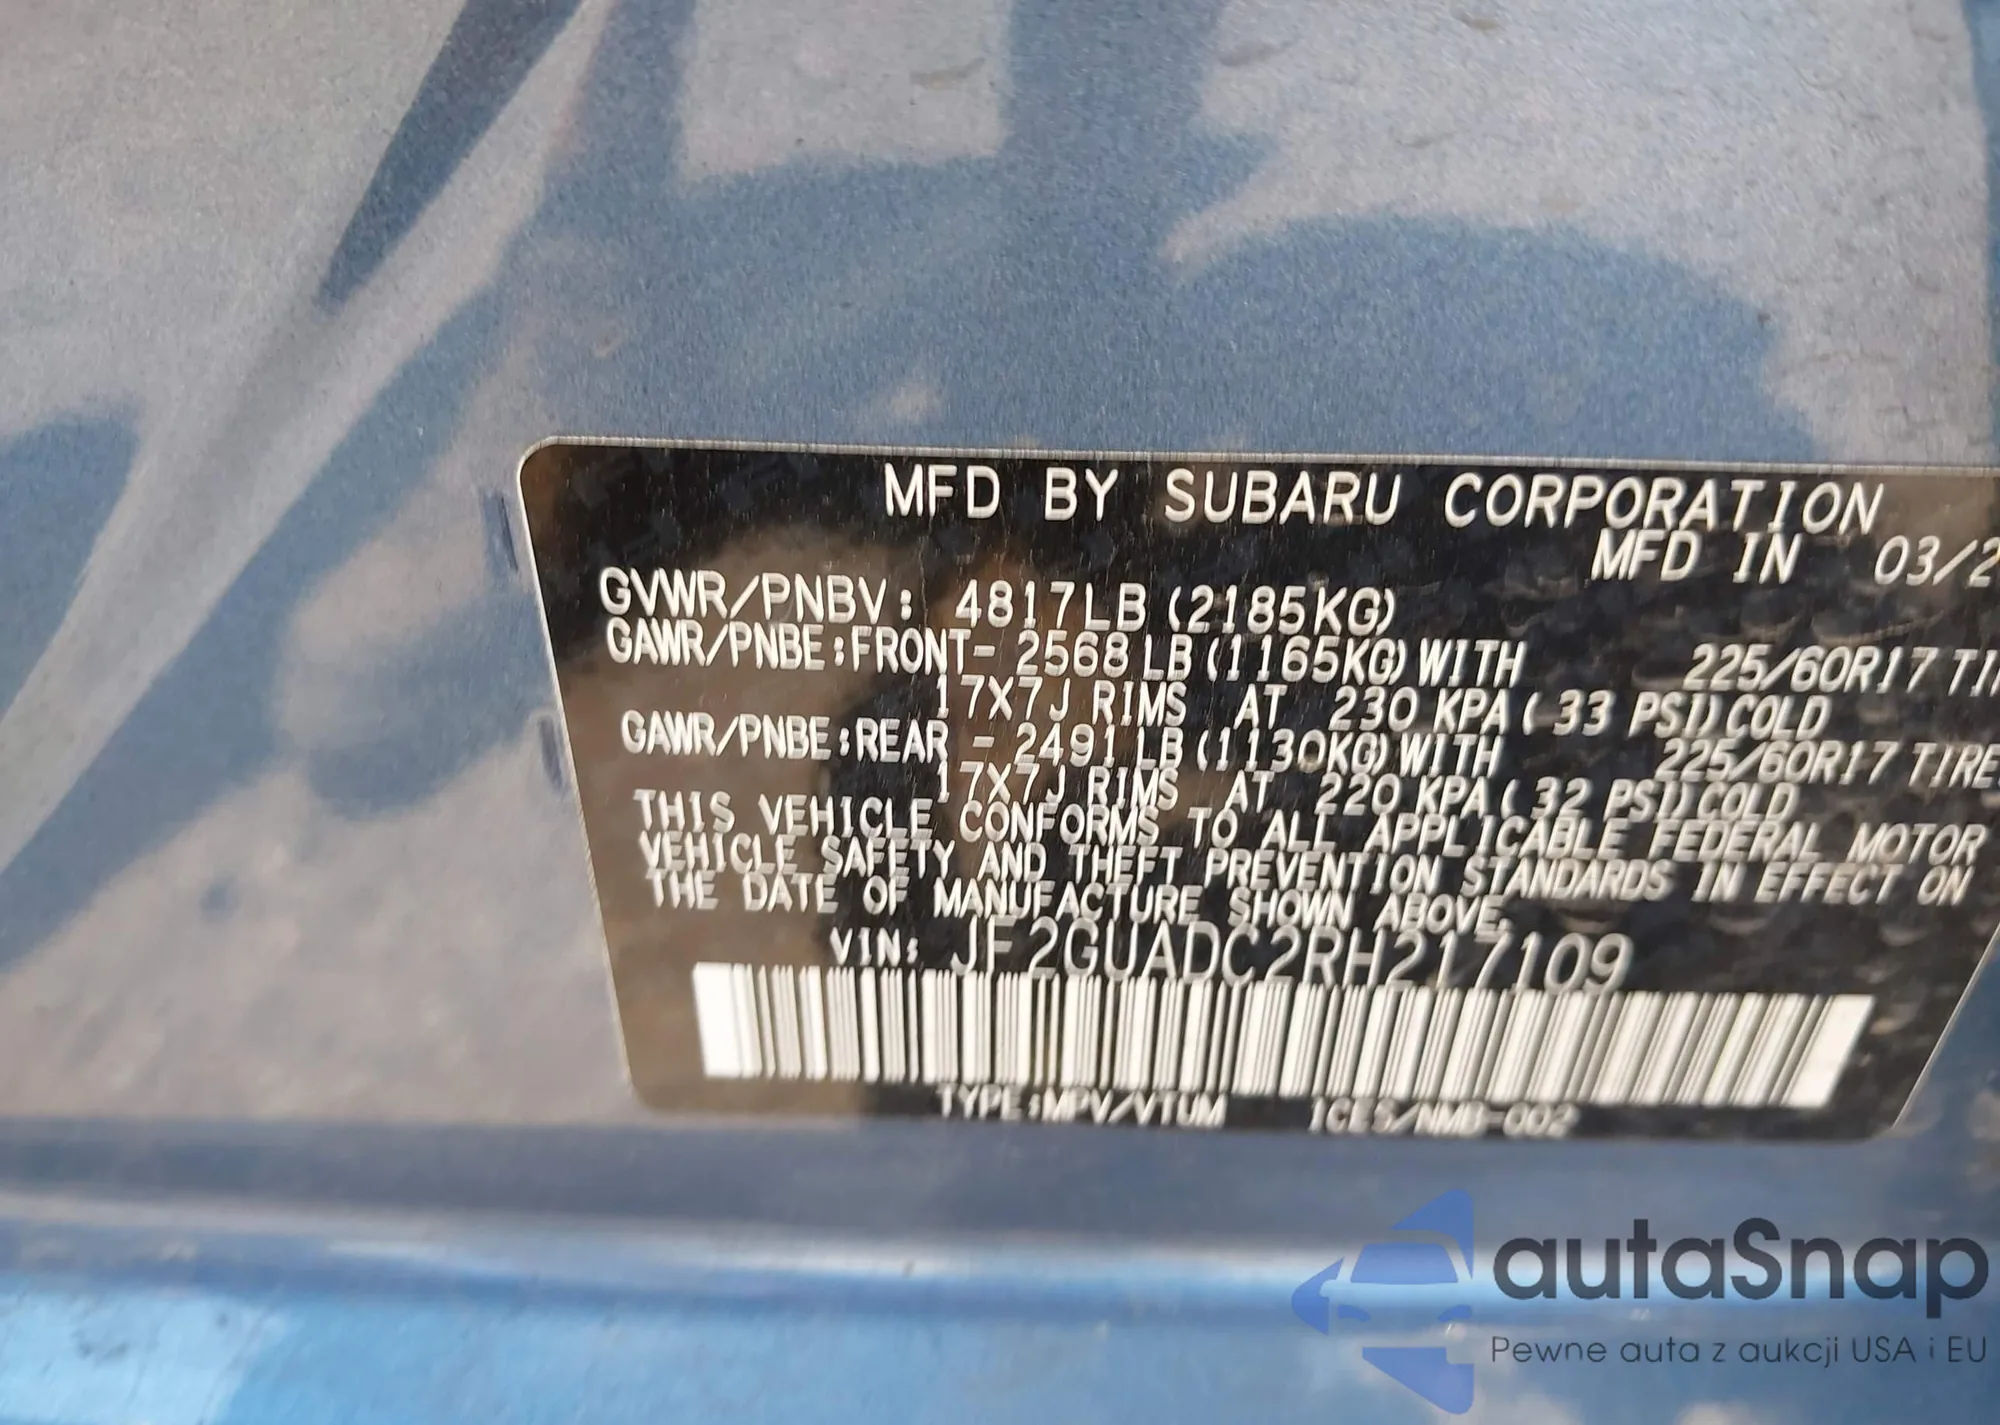 MFD BY SUBARU CORPORATION
MFD IN 03/2
GVWR/PNBV: 4817LB (2185KG)
GAWR/PNBE:FRONT- 2568 LB (1165KG) WITH 225/60R17 TI
17X7J RIMS AT 230 KPA ( 33 PSI) COLD
GAWR/PNBE:REAR - 2491 LB (1130KG) WITH 225/60R17 TIRE
17X7J RIMS AT 220 KPA ( 32 PSI) COLD
THIS VEHICLE CONFORMS TO ALL APPLICABLE FEDERAL MOTOR
VEHICLE SAFETY AND THEFT PREVENTION STANDARDS IN EFFECT ON
THE DATE OF MANUFACTURE SHOWN ABOVE.
VIN: JF2GUADC2RH217109
TYPE:MPV/VTUM ICES/NMB-002
autaSnap
Pewne auta z aukcji USA i EU